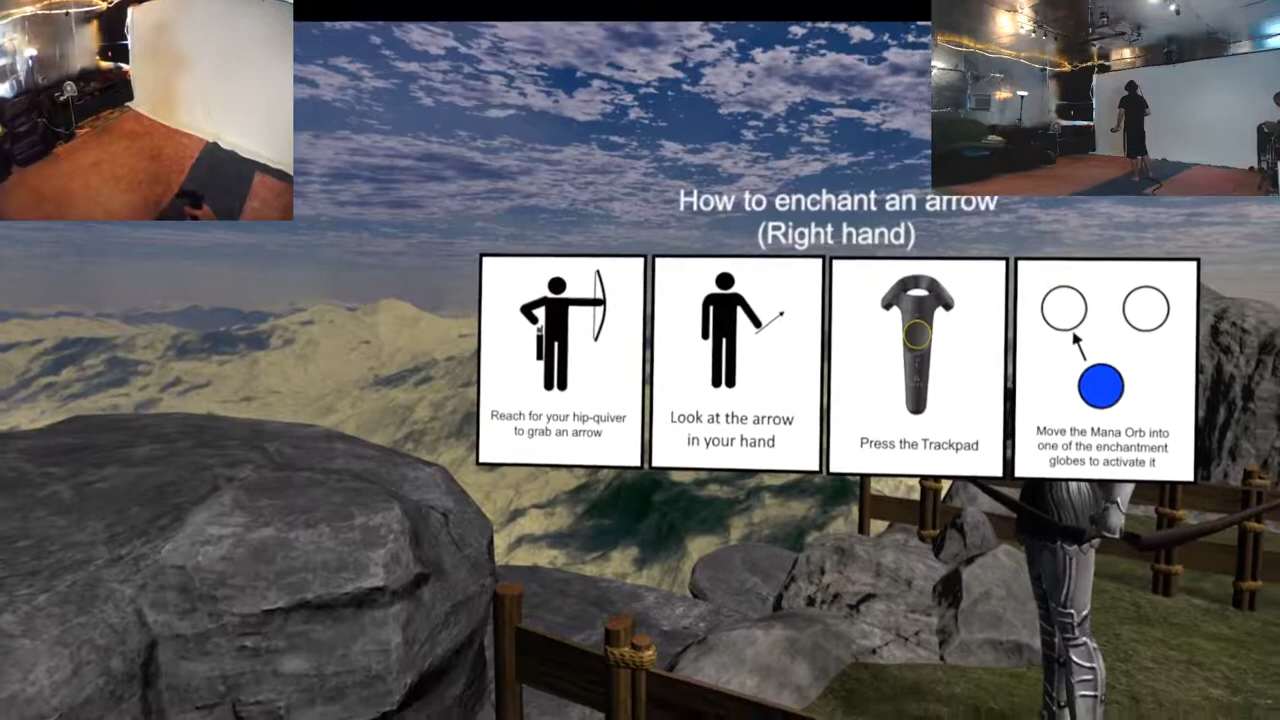 How to enchant an arrow
(Right hand)
Reach for your hip-quiver
to grab an arrow
Look at the arrow
in your hand
Press the Trackpad
Move the Mana Orb into
one of the enchantment
globes to activate it